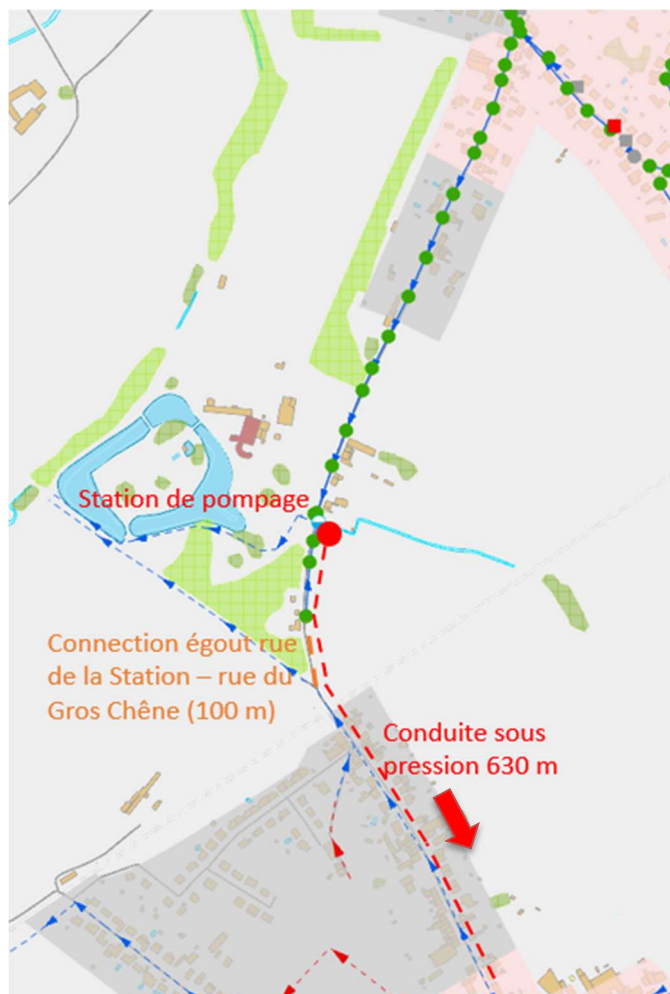 Station de pompage
Connection égout rue
de la Station – rue du
Gros Chêne (100 m)
Conduite sous
pression 630 m